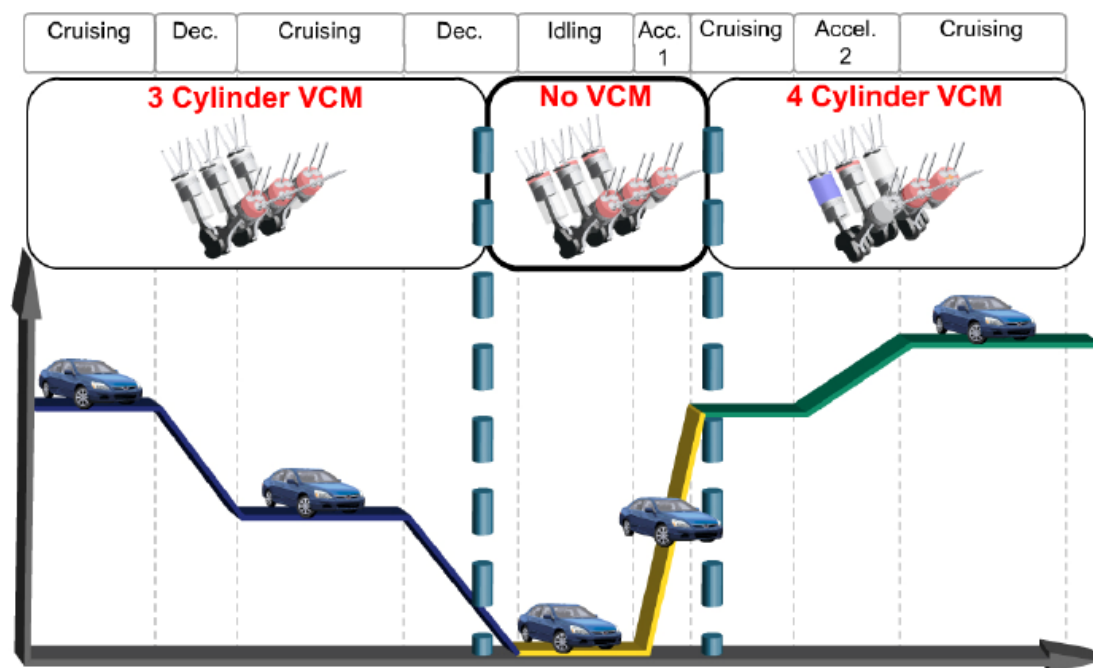 Cruising
Dec.
Cruising
Dec.
Idling
Acc.
1
Cruising
Accel.
2
Cruising
3 Cylinder VCM
No VCM
4 Cylinder VCM